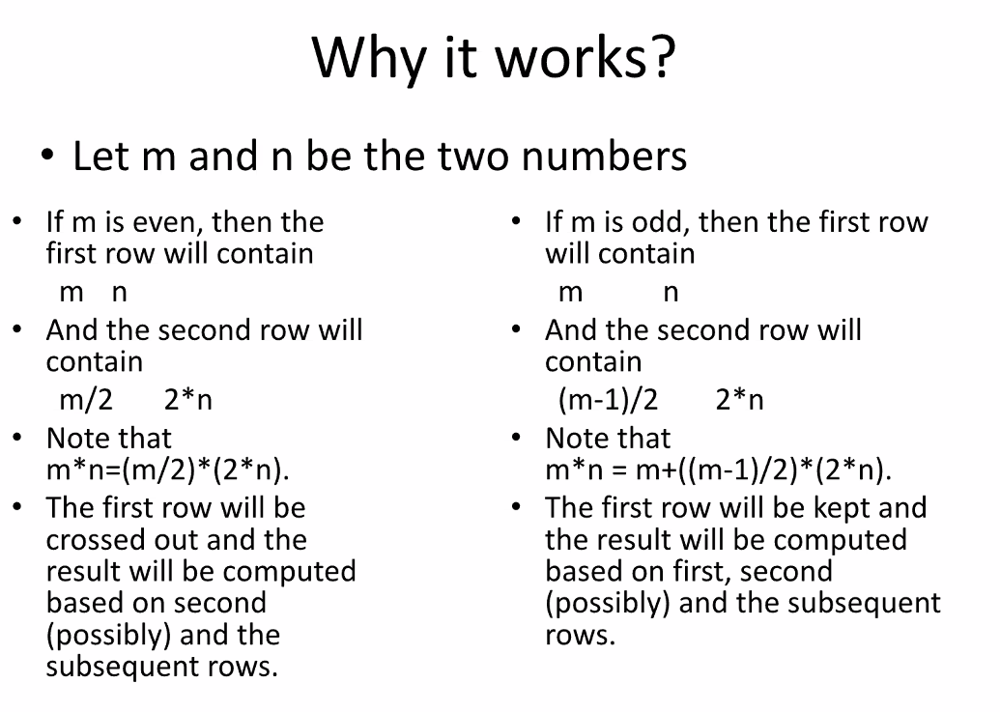 Why it works?
• Let m and n be the two numbers
• If m is even, then the
first row will contain
m n
• And the second row will
contain
m/2 2*n
• Note that
m*n=(m/2)*(2*n).
• The first row will be
crossed out and the
result will be computed
based on second
(possibly) and the
subsequent rows.
• If m is odd, then the first row
will contain
m n
• And the second row will
contain
(m-1)/2 2*n
• Note that
m*n = m+((m-1)/2)*(2*n).
• The first row will be kept and
the result will be computed
based on first, second
(possibly) and the subsequent
rows.